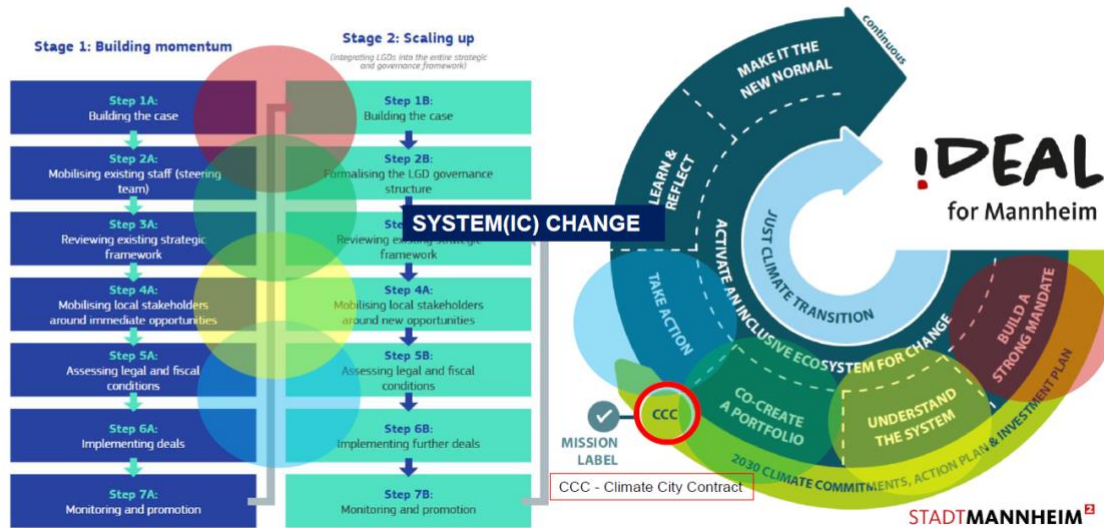 Stage 1: Building momentum
Step 1A:
Building the case
Step 2A:
Mobilising existing staff (steering
team)
Step 3A:
Reviewing existing strategic
framework
Step 4A:
Mobilising local stakeholders
around immediate opportunities
Step 5A:
Assessing legal and fiscal
conditions
Step 6A:
Implementing deals
Step 7A:
Monitoring and promotion
Stage 2: Scaling up
(integrating LGDs into the entire strategic
and governance framework)
Step 1B:
Building the case
Step 2B:
Formalising the LGD governance
structure
Reviewing existing strategic
framework
Step 4A:
Mobilising local stakeholders
around new opportunities
Step 5B:
Assessing legal and fiscal
conditions
Step 6B:
Implementing further deals
Step 7B:
Monitoring and promotion
SYSTEM(IC) CHANGE
continuous
MAKE IT THE
NEW NORMAL
LEARN &
REFLECT
TAKE ACTION
CO-CREATE
A PORTFOLIO
UNDERSTAND
THE SYSTEM
BUILD A
STRONG MANDATE
ACTIVATE AN INCLUSIVE ECOSYSTEM FOR CHANGE
JUST CLIMATE TRANSITION
2030 CLIMATE COMMITMENTS, ACTION PLAN & INVESTMENT PLAN
CCC
MISSION
LABEL
CCC - Climate City Contract
!DEAL
for Mannheim
STADTMANNHEIM²